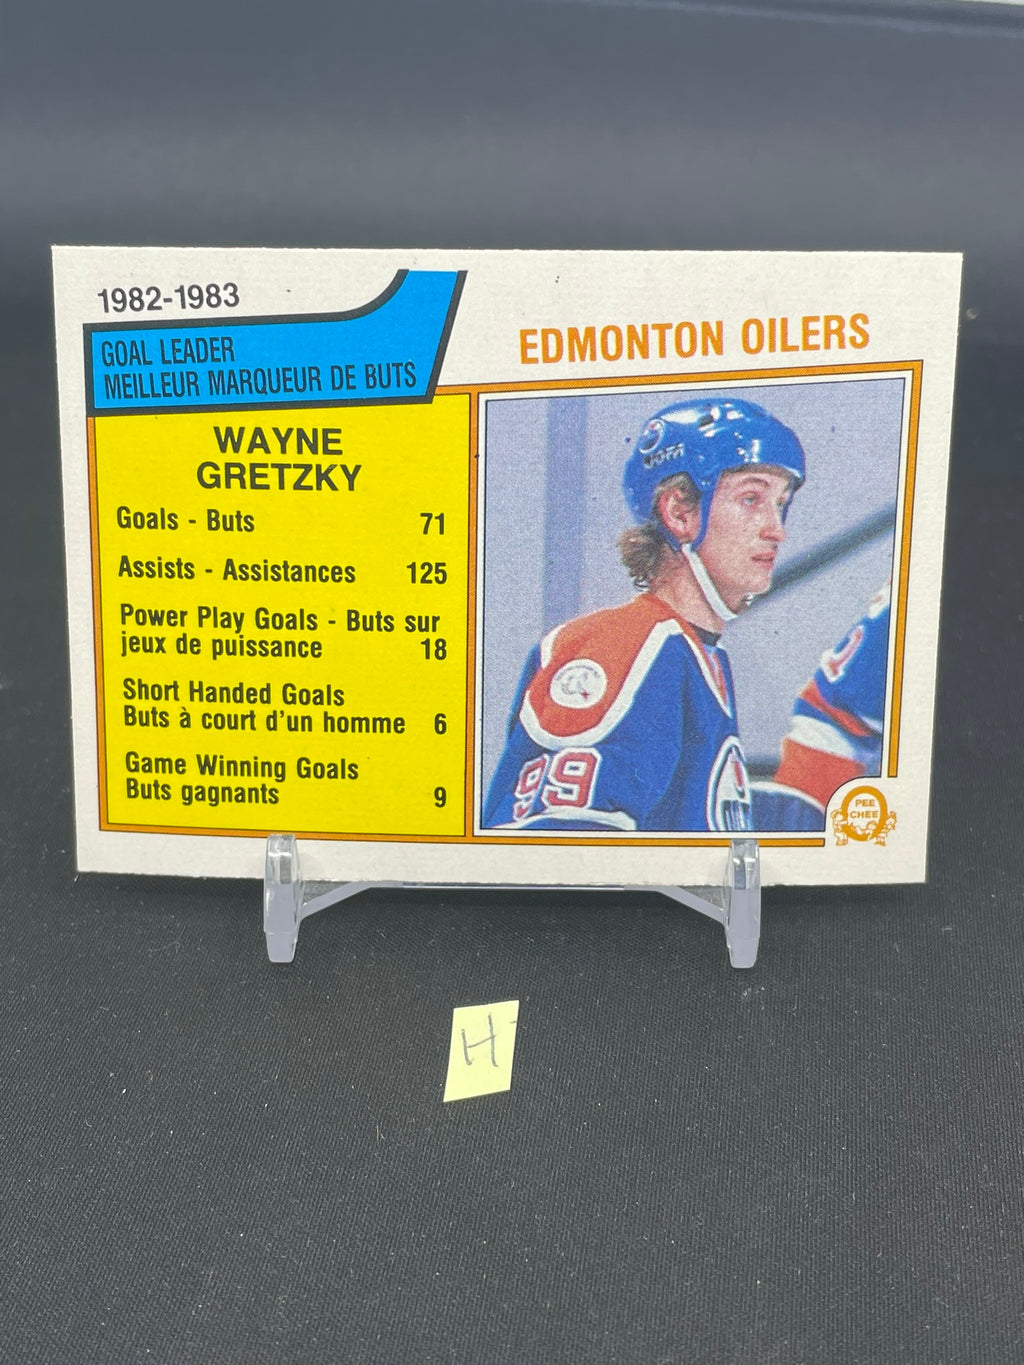 1982-1983
GOAL LEADER
MEILLEUR MARQUEUR DE BUTS
EDMONTON OILERS
WAYNE
GRETZKY
Goals - Buts 71
Assists - Assistances 125
Power Play Goals - Buts sur
jeux de puissance 18
Short Handed Goals
Buts à court d'un homme 6
Game Winning Goals
Buts gagnants 9
Jofa
99
PEE
CHEE
H